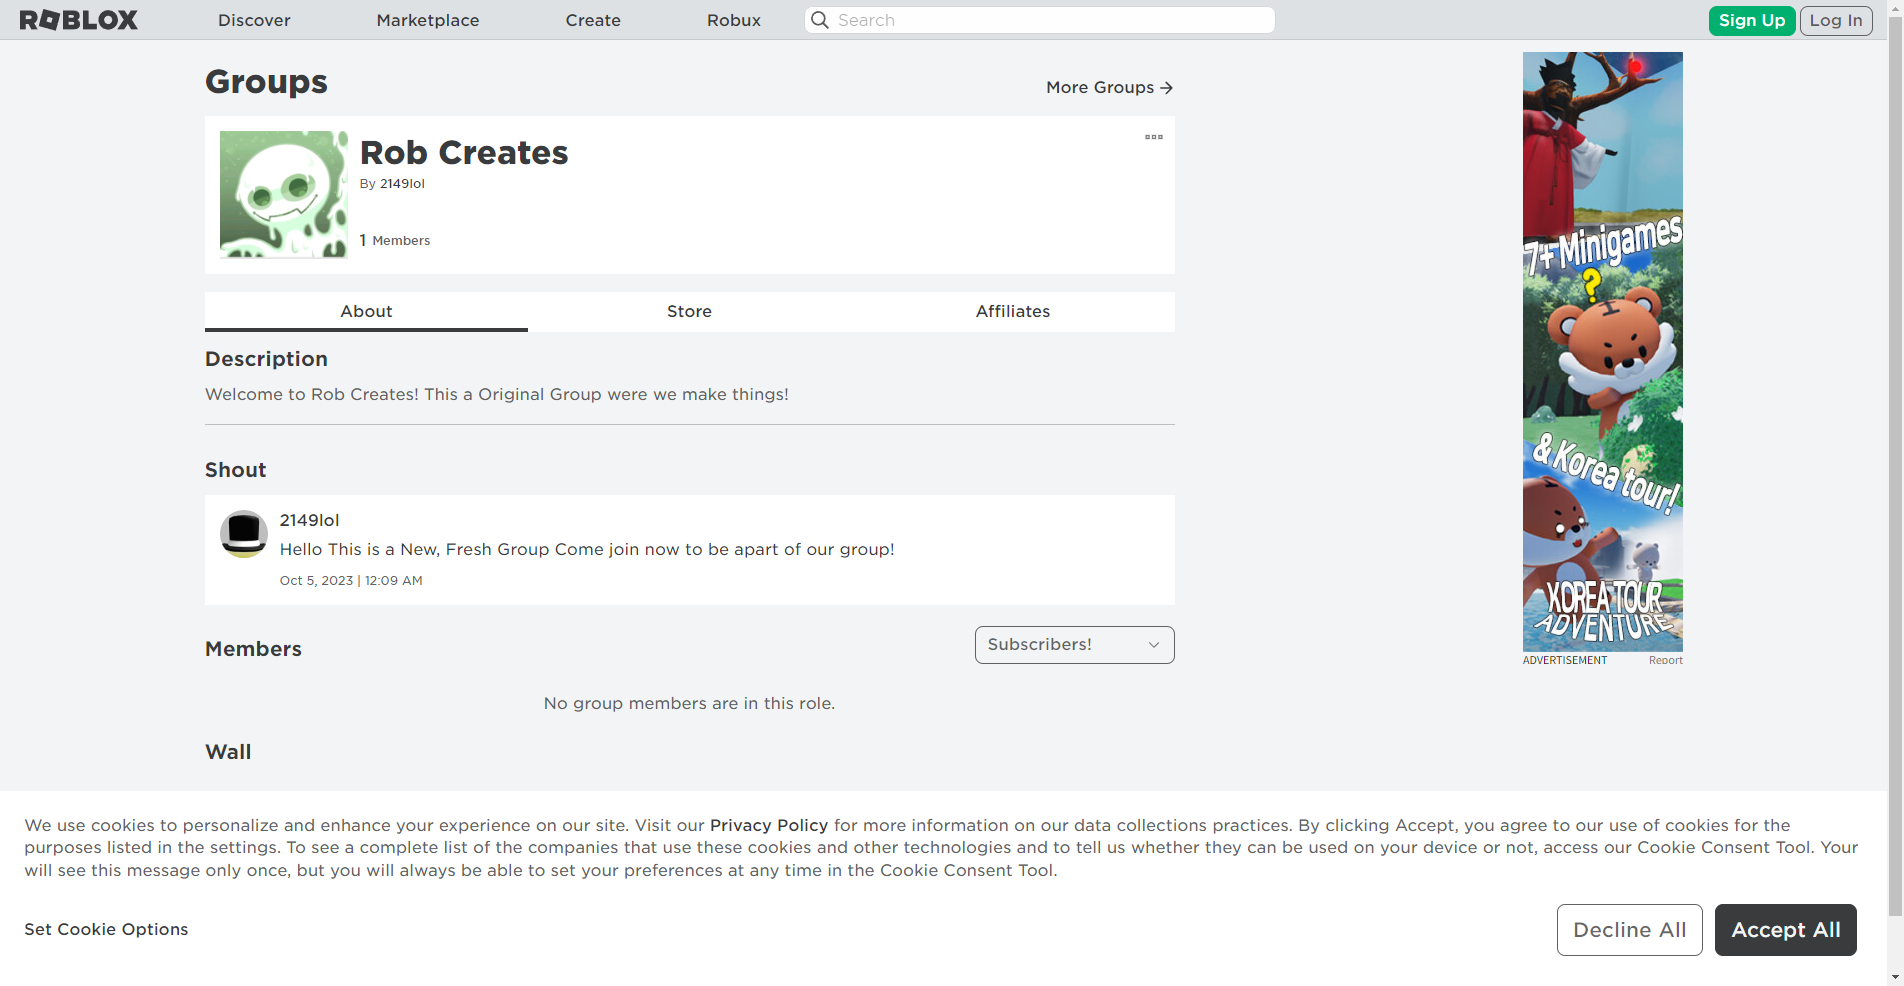 ROBLOX Discover Marketplace Create Robux Search Sign Up Log In
Groups
More Groups
Rob Creates
By 2149lol
1 Members
About Store Affiliates
Description
Welcome to Rob Creates! This a Original Group were we make things!
Shout
2149lol
Hello This is a New, Fresh Group Come join now to be apart of our group!
Oct 5, 2023 | 12:09 AM
Members
Subscribers!
No group members are in this role.
Wall
7+ Minigames
?
& Korea tour!
KOREA TOUR
ADVENTURE
ADVERTISEMENT Report
We use cookies to personalize and enhance your experience on our site. Visit our Privacy Policy for more information on our data collections practices. By clicking Accept, you agree to our use of cookies for the
purposes listed in the settings. To see a complete list of the companies that use these cookies and other technologies and to tell us whether they can be used on your device or not, access our Cookie Consent Tool. Your
will see this message only once, but you will always be able to set your preferences at any time in the Cookie Consent Tool.
Set Cookie Options
Decline All
Accept All